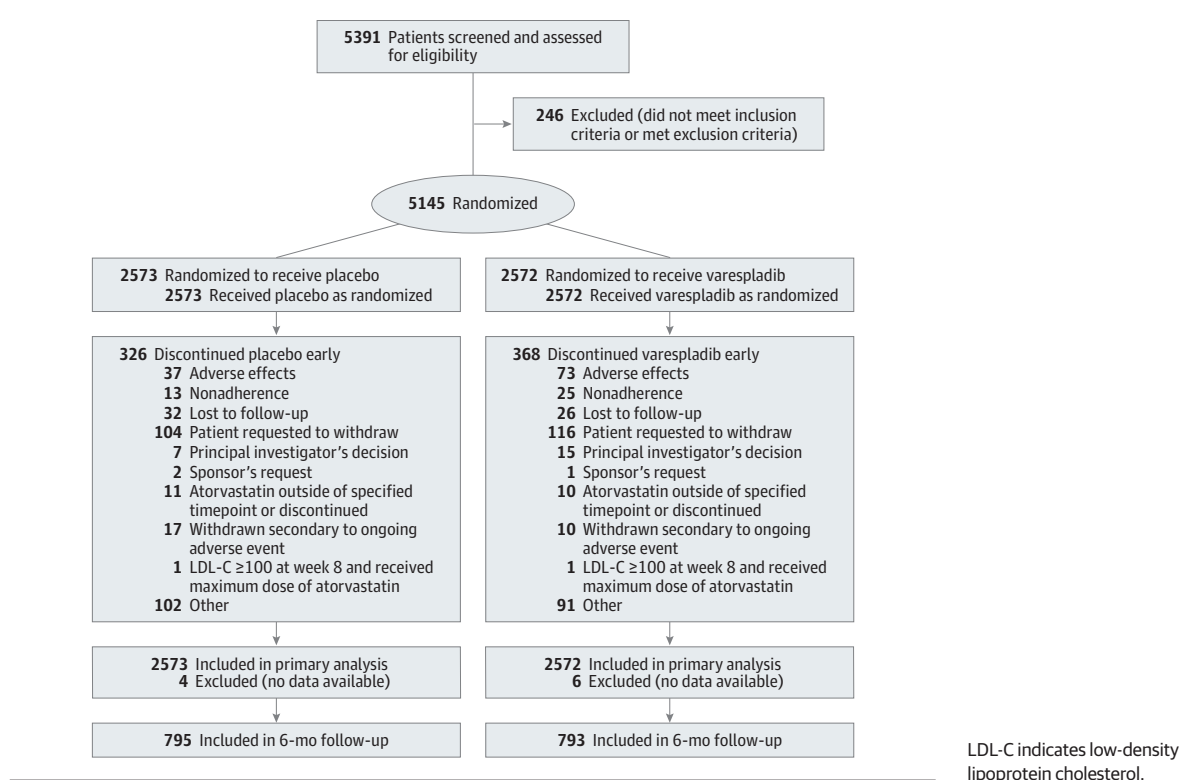 5391 Patients screened and assessed
for eligibility
246 Excluded (did not meet inclusion
criteria or met exclusion criteria)
5145 Randomized
2573 Randomized to receive placebo
2573 Received placebo as randomized
2572 Randomized to receive varespladib
2572 Received varespladib as randomized
326 Discontinued placebo early
37 Adverse effects
13 Nonadherence
32 Lost to follow-up
104 Patient requested to withdraw
7 Principal investigator's decision
2 Sponsor's request
11 Atorvastatin outside of specified
timepoint or discontinued
17 Withdrawn secondary to ongoing
adverse event
1 LDL-C ≥100 at week 8 and received
maximum dose of atorvastatin
102 Other
368 Discontinued varespladib early
73 Adverse effects
25 Nonadherence
26 Lost to follow-up
116 Patient requested to withdraw
15 Principal investigator's decision
1 Sponsor's request
10 Atorvastatin outside of specified
timepoint or discontinued
10 Withdrawn secondary to ongoing
adverse event
1 LDL-C ≥100 at week 8 and received
maximum dose of atorvastatin
91 Other
2573 Included in primary analysis
4 Excluded (no data available)
2572 Included in primary analysis
6 Excluded (no data available)
795 Included in 6-mo follow-up
793 Included in 6-mo follow-up
LDL-C indicates low-density
lipoprotein cholesterol.